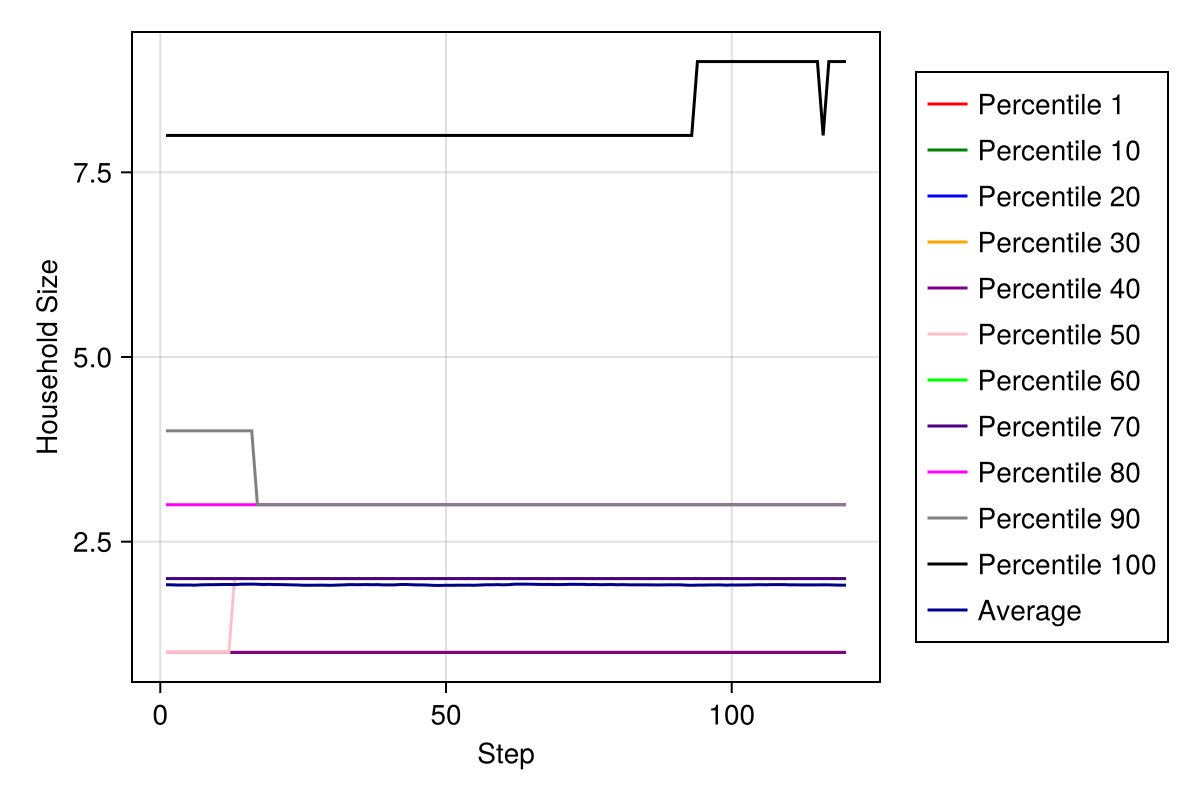 7.5
5.0
2.5
Household Size
0
50
100
Step
Percentile 1
Percentile 10
Percentile 20
Percentile 30
Percentile 40
Percentile 50
Percentile 60
Percentile 70
Percentile 80
Percentile 90
Percentile 100
Average